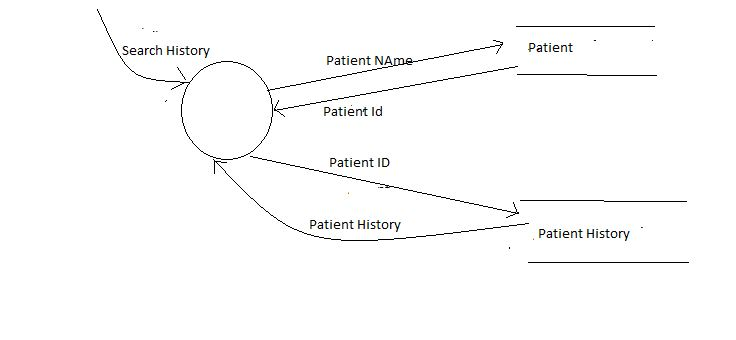 Search History
Patient NAme
Patient
Patient Id
Patient ID
Patient History
Patient History